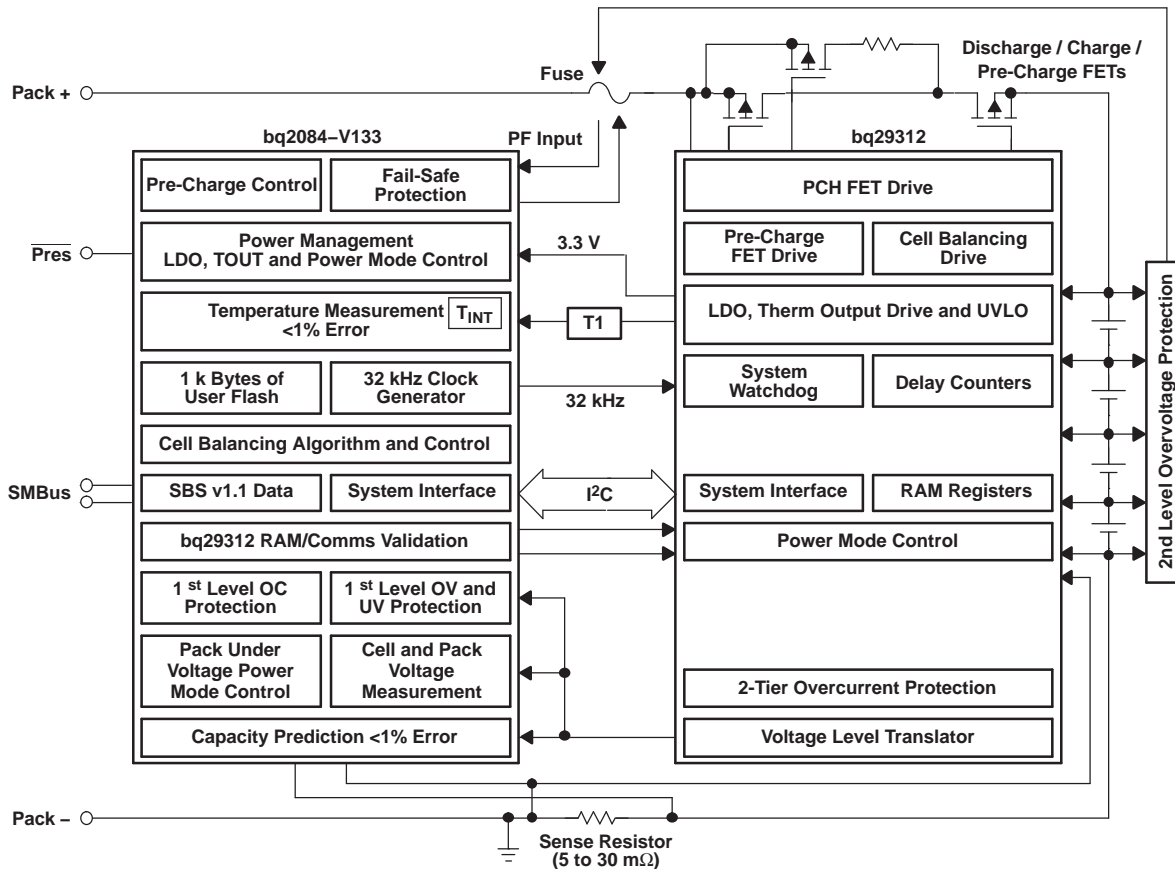 Discharge / Charge /
Pre-Charge FETs
Fuse
Pack +
bq2084–V133
PF Input
bq29312
Pre-Charge Control
Fail-Safe
Protection
PCH FET Drive
Pres
Power Management
LDO, TOUT and Power Mode Control
3.3 V
Pre-Charge
FET Drive
Cell Balancing
Drive
Temperature Measurement
<1% Error
TINT
T1
LDO, Therm Output Drive and UVLO
1 k Bytes of
User Flash
32 kHz Clock
Generator
32 kHz
System
Watchdog
Delay Counters
2nd Level Overvoltage Protection
Cell Balancing Algorithm and Control
SMBus
SBS v1.1 Data
System Interface
I2C
System Interface
RAM Registers
bq29312 RAM/Comms Validation
Power Mode Control
1 st Level OC
Protection
1 st Level OV and
UV Protection
Pack Under
Voltage Power
Mode Control
Cell and Pack
Voltage
Measurement
2-Tier Overcurrent Protection
Capacity Prediction <1% Error
Voltage Level Translator
Pack –
Sense Resistor
(5 to 30 mΩ)